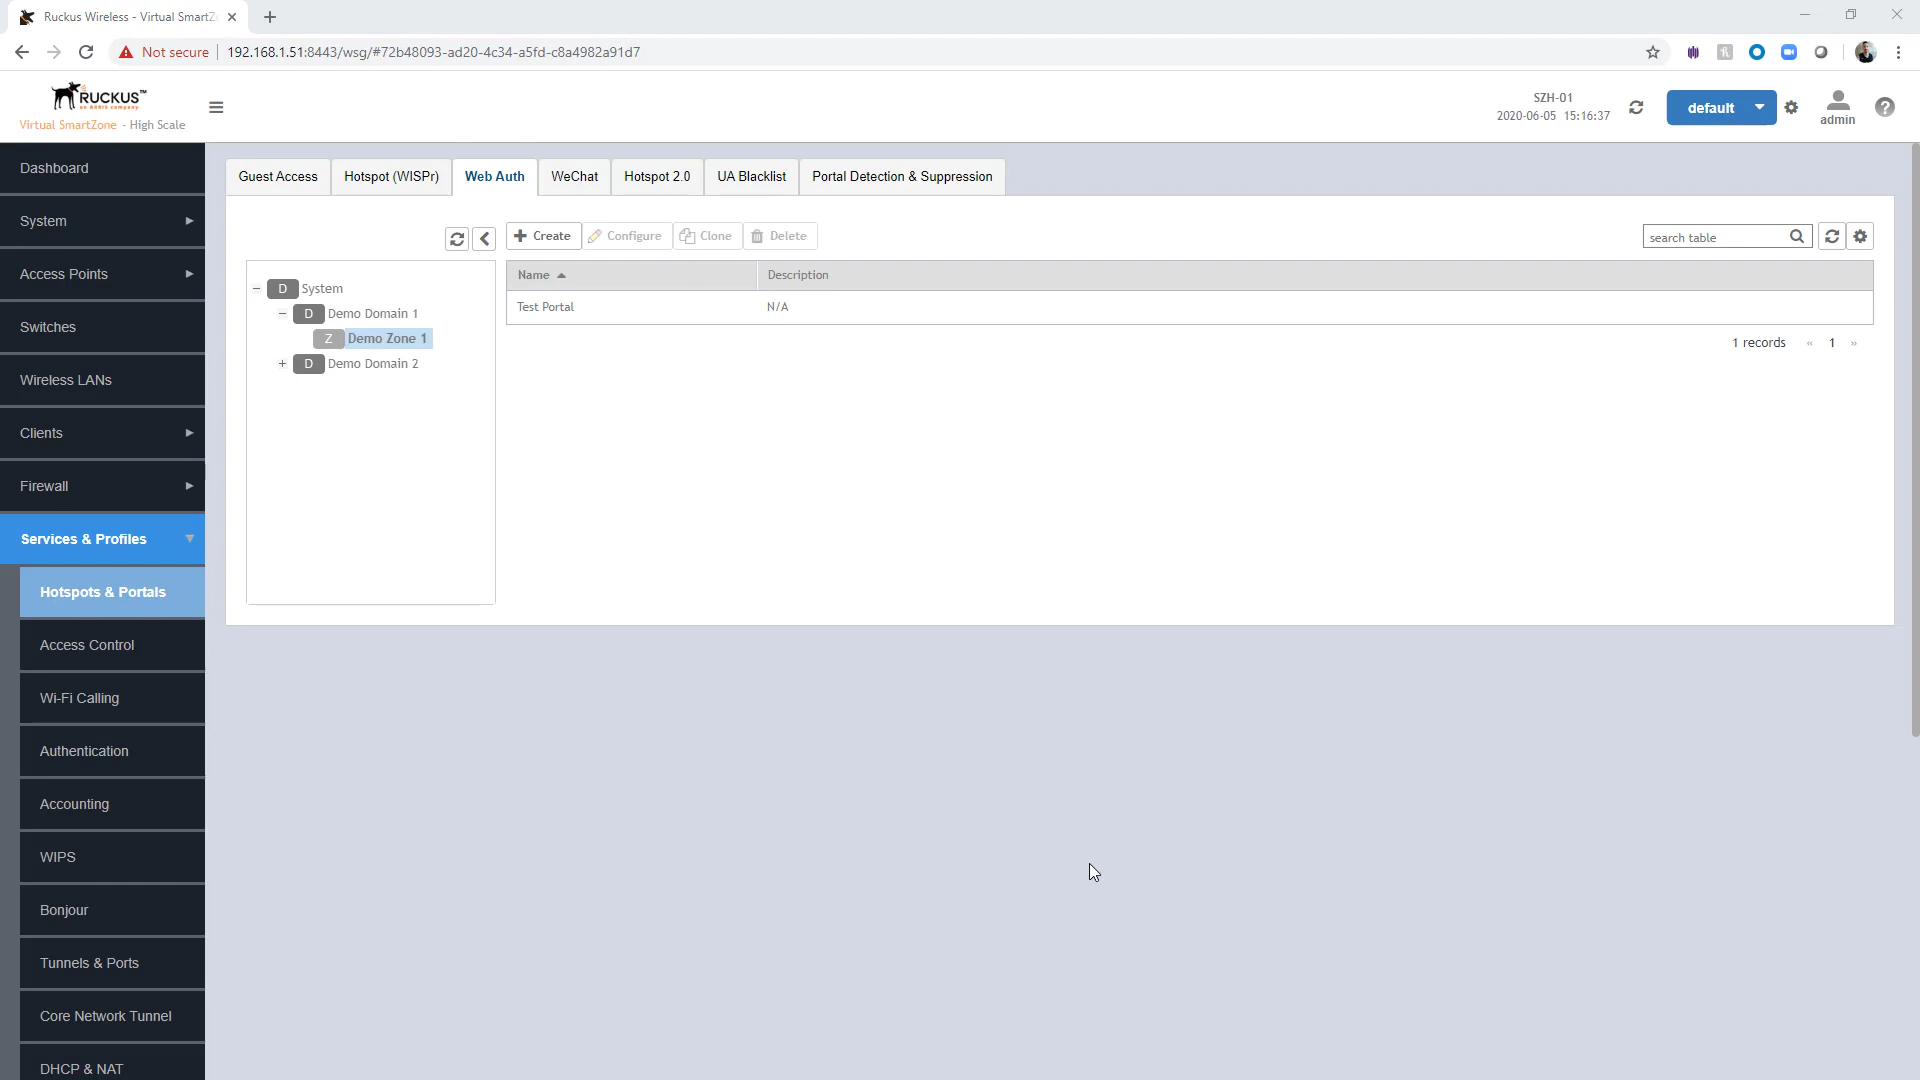 Ruckus Wireless - Virtual SmartZ
Not secure
192.168.1.51:8443/wsg/#72b48093-ad20-4c34-a5fd-c8a4982a91d7
RUCKUS™
Virtual SmartZone - High Scale
SZH-01
2020-06-05 15:16:37
default
admin
Dashboard
System
Access Points
Switches
Wireless LANs
Clients
Firewall
Services & Profiles
Hotspots & Portals
Access Control
Wi-Fi Calling
Authentication
Accounting
WIPS
Bonjour
Tunnels & Ports
Core Network Tunnel
DHCP & NAT
Guest Access
Hotspot (WISPr)
Web Auth
WeChat
Hotspot 2.0
UA Blacklist
Portal Detection & Suppression
Create
Configure
Clone
Delete
search table
D System
D Demo Domain 1
Z Demo Zone 1
D Demo Domain 2
Name Description
Test Portal N/A
1 records « 1 »